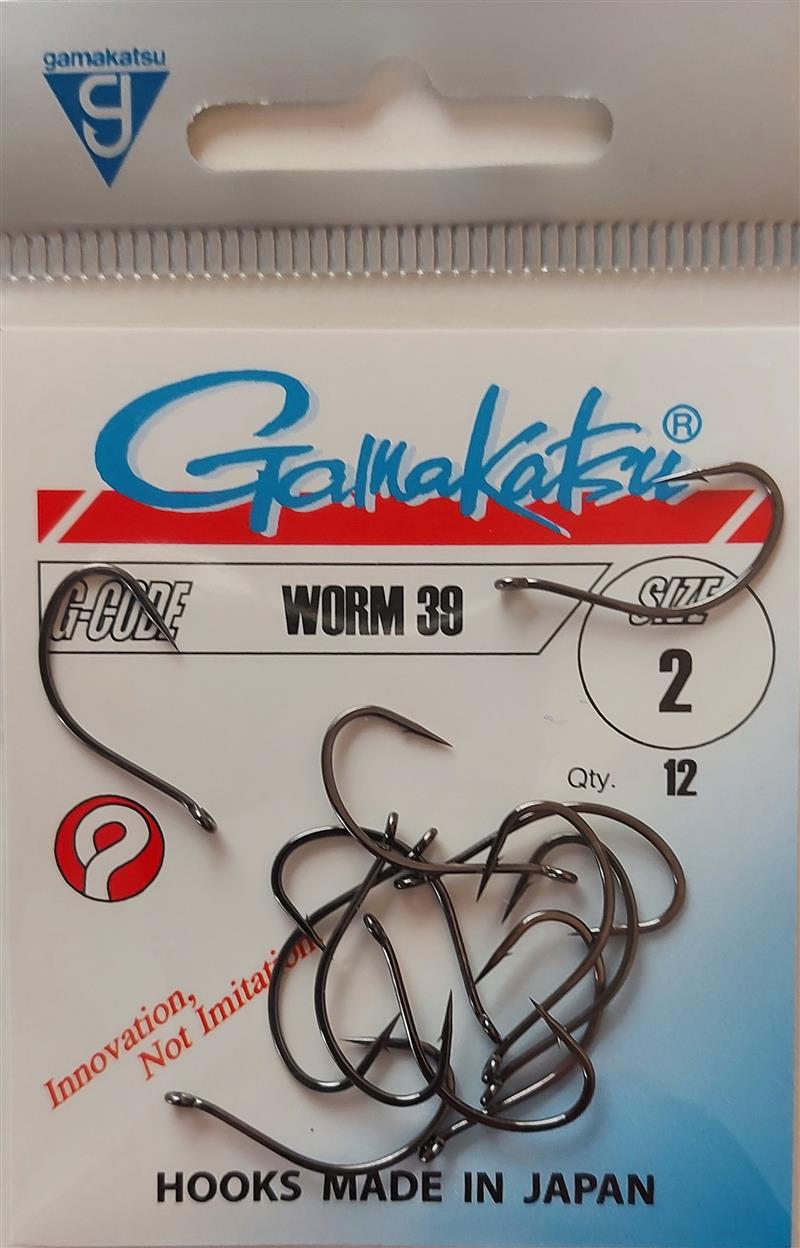 gamakatsu
g
Gamakatsu®
G-CODE WORM 39 SIZE
2
Qty. 12
Innovation,
Not Imitation
HOOKS MADE IN JAPAN